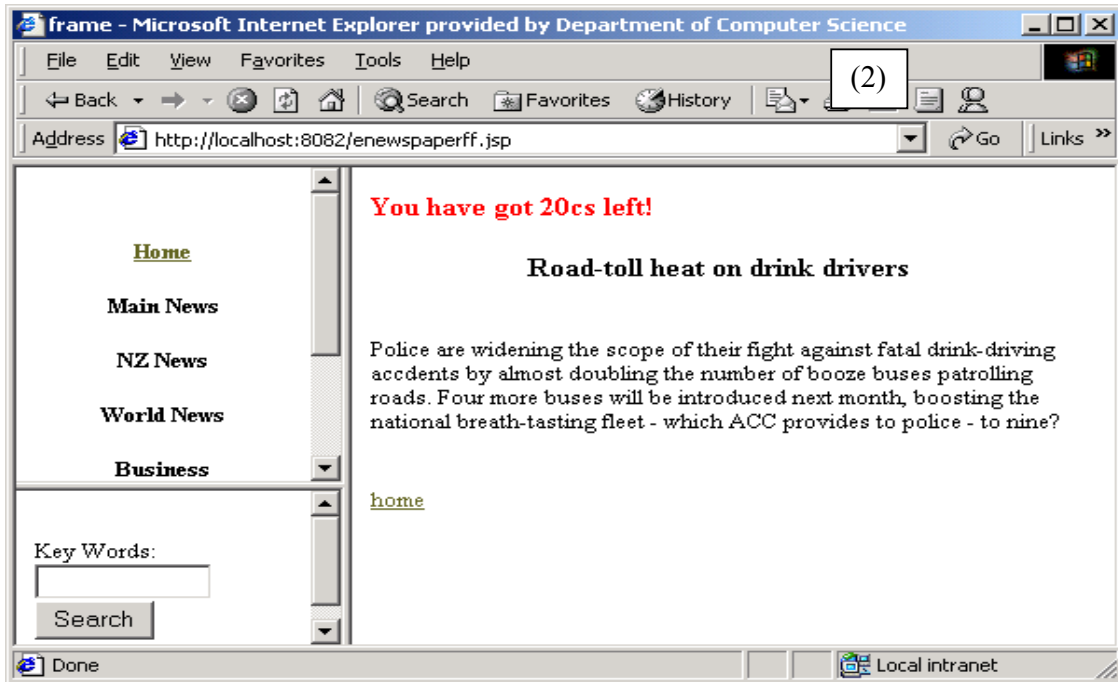 frame - Microsoft Internet Explorer provided by Department of Computer Science
File Edit View Favorites Tools Help
(2)
Back Search Favorites History
Address http://localhost:8082/enewspaperff.jsp Go Links »
Home
Main News
NZ News
World News
Business
Key Words:
Search
You have got 20cs left!
Road-toll heat on drink drivers
Police are widening the scope of their fight against fatal drink-driving
accdents by almost doubling the number of booze buses patrolling
roads. Four more buses will be introduced next month, boosting the
national breath-tasting fleet - which ACC provides to police - to nine?
home
Done Local intranet